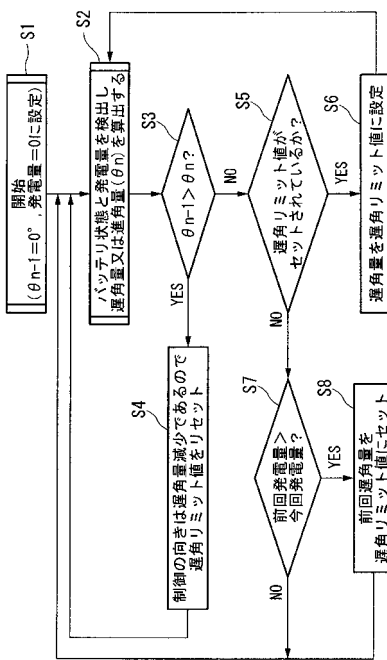 S1
開始
(θn-1=0°,発電量=0に設定)
S2
バッテリ状態と発電量を検出し
遅角量又は進角量(θn)を算出する
S3
θn-1>θn?
YES
NO
S4
制御の向きは遅角量減少であるので
遅角リミット値をリセット
S5
遅角リミット値が
セットされているか?
NO
YES
S6
遅角量を遅角リミット値に設定
S7
前回発電量>
今回発電量?
NO
YES
S8
前回遅角量を
遅角リミット値にセット